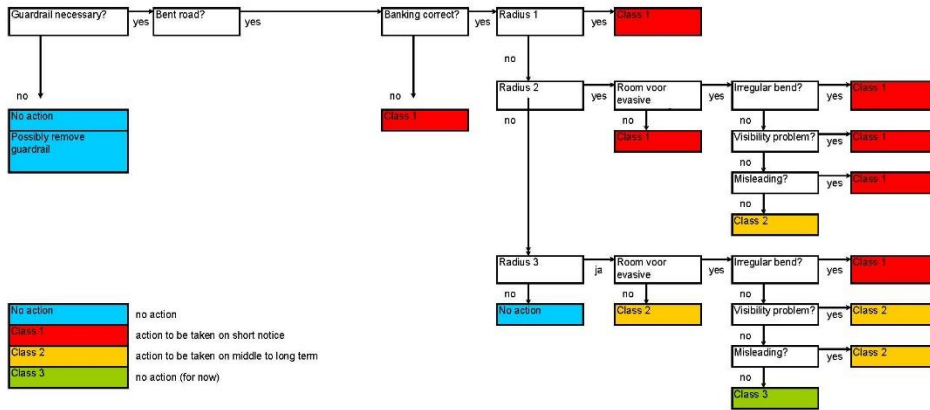 Guardrail necessary?
yes
Bent road?
yes
Banking correct?
yes
Radius 1
yes
Class 1
no
no
no
Radius 2
yes
Room voor
evasive
yes
Irregular bend?
yes
Class 1
No action
Possibly remove
guardrail
Class 1
no
no
Class 1
no
Visibility problem?
yes
Class 1
no
Misleading?
yes
Class 1
no
Class 2
Radius 3
ja
Room voor
evasive
yes
Irregular bend?
yes
Class 1
no
no
no
No action
Class 2
Visibility problem?
yes
Class 2
no
Misleading?
yes
Class 2
no
Class 3
No action
no action
Class 1
action to be taken on short notice
Class 2
action to be taken on middle to long term
Class 3
no action (for now)